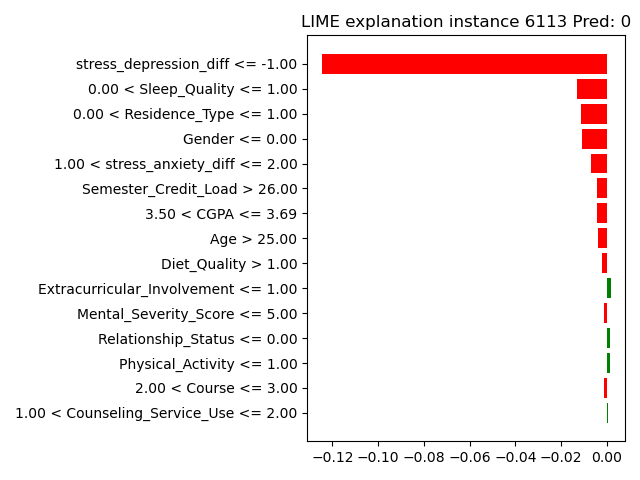 LIME explanation instance 6113 Pred: 0
stress_depression_diff <= -1.00
0.00 < Sleep_Quality <= 1.00
0.00 < Residence_Type <= 1.00
Gender <= 0.00
1.00 < stress_anxiety_diff <= 2.00
Semester_Credit_Load > 26.00
3.50 < CGPA <= 3.69
Age > 25.00
Diet_Quality > 1.00
Extracurricular_Involvement <= 1.00
Mental_Severity_Score <= 5.00
Relationship_Status <= 0.00
Physical_Activity <= 1.00
2.00 < Course <= 3.00
1.00 < Counseling_Service_Use <= 2.00
−0.12 −0.10 −0.08 −0.06 −0.04 −0.02 0.00